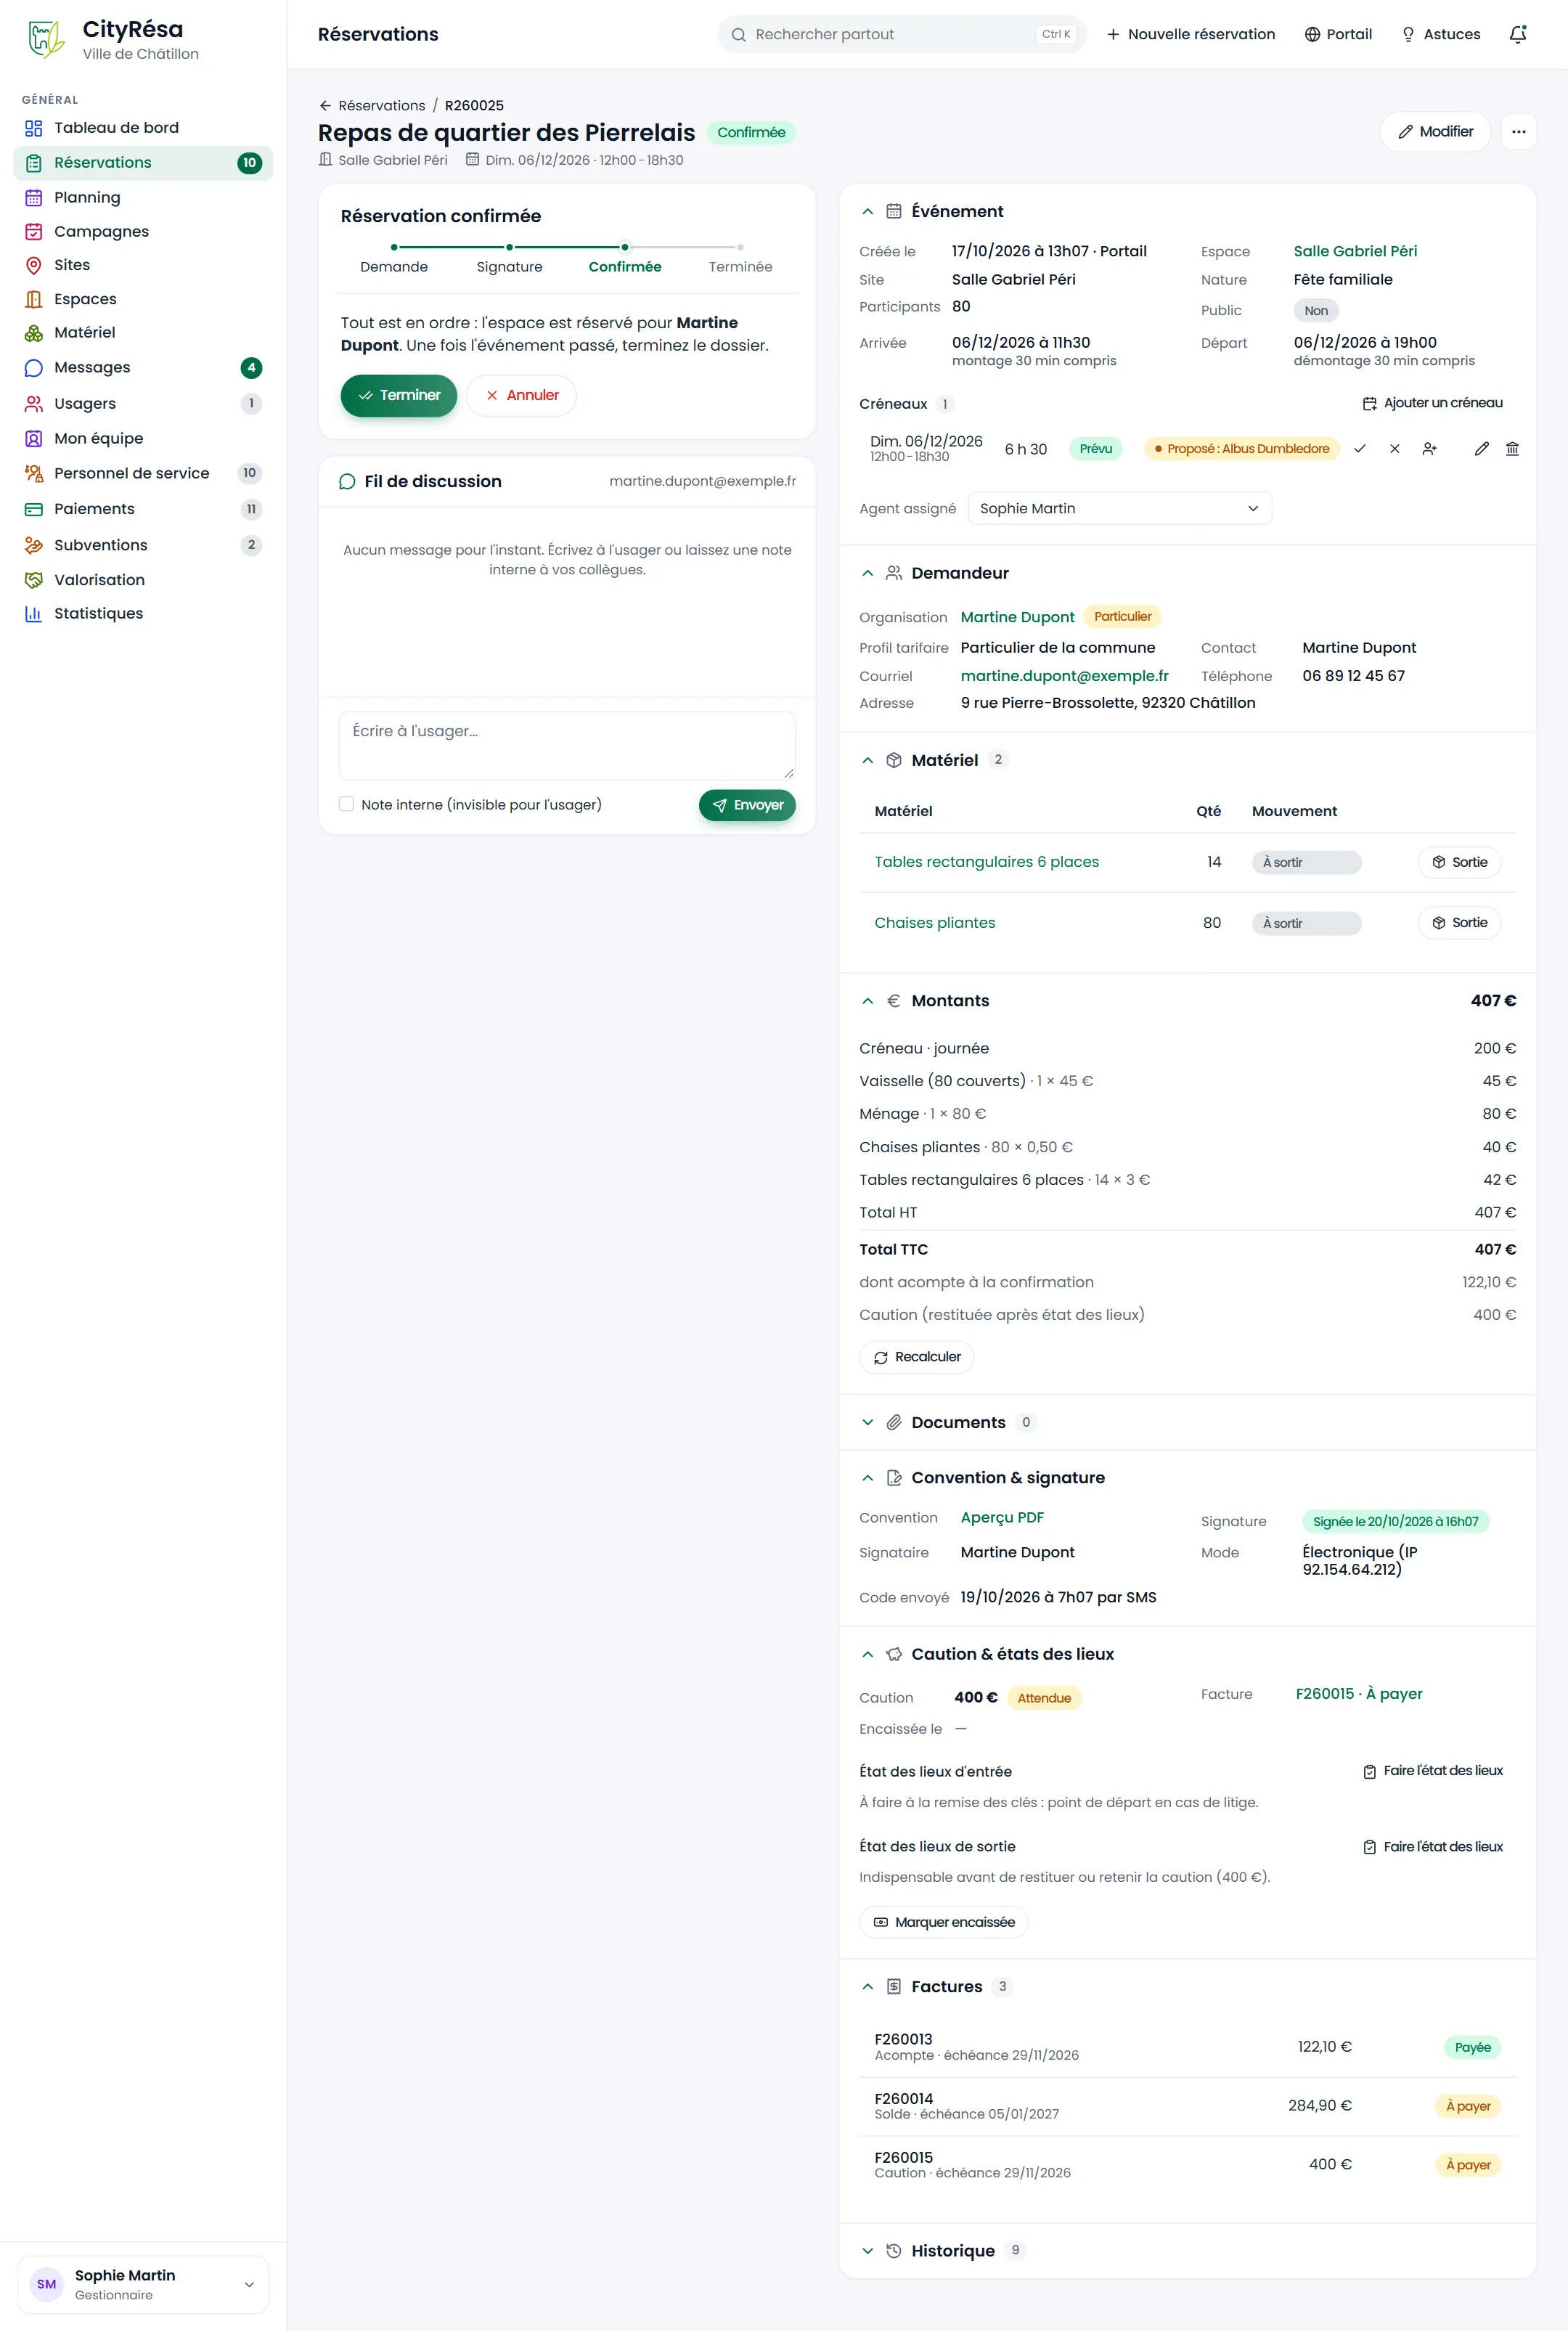 CityRésa
Ville de Châtillon
GÉNÉRAL
Tableau de bord
Réservations 10
Planning
Campagnes
Sites
Espaces
Matériel
Messages 4
Usagers 1
Mon équipe
Personnel de service 10
Paiements 11
Subventions 2
Valorisation
Statistiques
SM
Sophie Martin
Gestionnaire
Réservations
Rechercher partout Ctrl K
Nouvelle réservation
Portail
Astuces
Réservations / R260025
Repas de quartier des Pierrelais Confirmée
Salle Gabriel Péri Dim. 06/12/2026 · 12h00–18h30
Modifier
Réservation confirmée
Demande Signature Confirmée Terminée
Tout est en ordre : l'espace est réservé pour Martine
Dupont. Une fois l'événement passé, terminez le dossier.
Terminer Annuler
Fil de discussion martine.dupont@exemple.fr
Aucun message pour l'instant. Écrivez à l'usager ou laissez une note
interne à vos collègues.
Écrire à l'usager…
Note interne (invisible pour l'usager) Envoyer
Événement
Créée le 17/10/2026 à 13h07 · Portail Espace Salle Gabriel Péri
Site Salle Gabriel Péri Nature Fête familiale
Participants 80 Public Non
Arrivée 06/12/2026 à 11h30 Départ 06/12/2026 à 19h00
montage 30 min compris démontage 30 min compris
Créneaux 1 Ajouter un créneau
Dim. 06/12/2026
12h00–18h30
6 h 30 Prévu Proposé : Albus Dumbledore
Agent assigné Sophie Martin
Demandeur
Organisation Martine Dupont Particulier
Profil tarifaire Particulier de la commune Contact Martine Dupont
Courriel martine.dupont@exemple.fr Téléphone 06 89 12 45 67
Adresse 9 rue Pierre-Brossolette, 92320 Châtillon
Matériel 2
Matériel Qté Mouvement
Tables rectangulaires 6 places 14 À sortir Sortie
Chaises pliantes 80 À sortir Sortie
Montants 407 €
Créneau · journée 200 €
Vaisselle (80 couverts) · 1 × 45 € 45 €
Ménage · 1 × 80 € 80 €
Chaises pliantes · 80 × 0,50 € 40 €
Tables rectangulaires 6 places · 14 × 3 € 42 €
Total HT 407 €
Total TTC 407 €
dont acompte à la confirmation 122,10 €
Caution (restituée après état des lieux) 400 €
Recalculer
Documents 0
Convention & signature
Convention Aperçu PDF Signature Signée le 20/10/2026 à 16h07
Signataire Martine Dupont Mode Électronique (IP
92.154.64.212)
Code envoyé 19/10/2026 à 7h07 par SMS
Caution & états des lieux
Caution 400 € Attendue Facture F260015 · À payer
Encaissée le —
État des lieux d'entrée Faire l'état des lieux
À faire à la remise des clés : point de départ en cas de litige.
État des lieux de sortie Faire l'état des lieux
Indispensable avant de restituer ou retenir la caution (400 €).
Marquer encaissée
Factures 3
F260013
Acompte · échéance 29/11/2026
122,10 € Payée
F260014
Solde · échéance 05/01/2027
284,90 € À payer
F260015
Caution · échéance 29/11/2026
400 € À payer
Historique 9